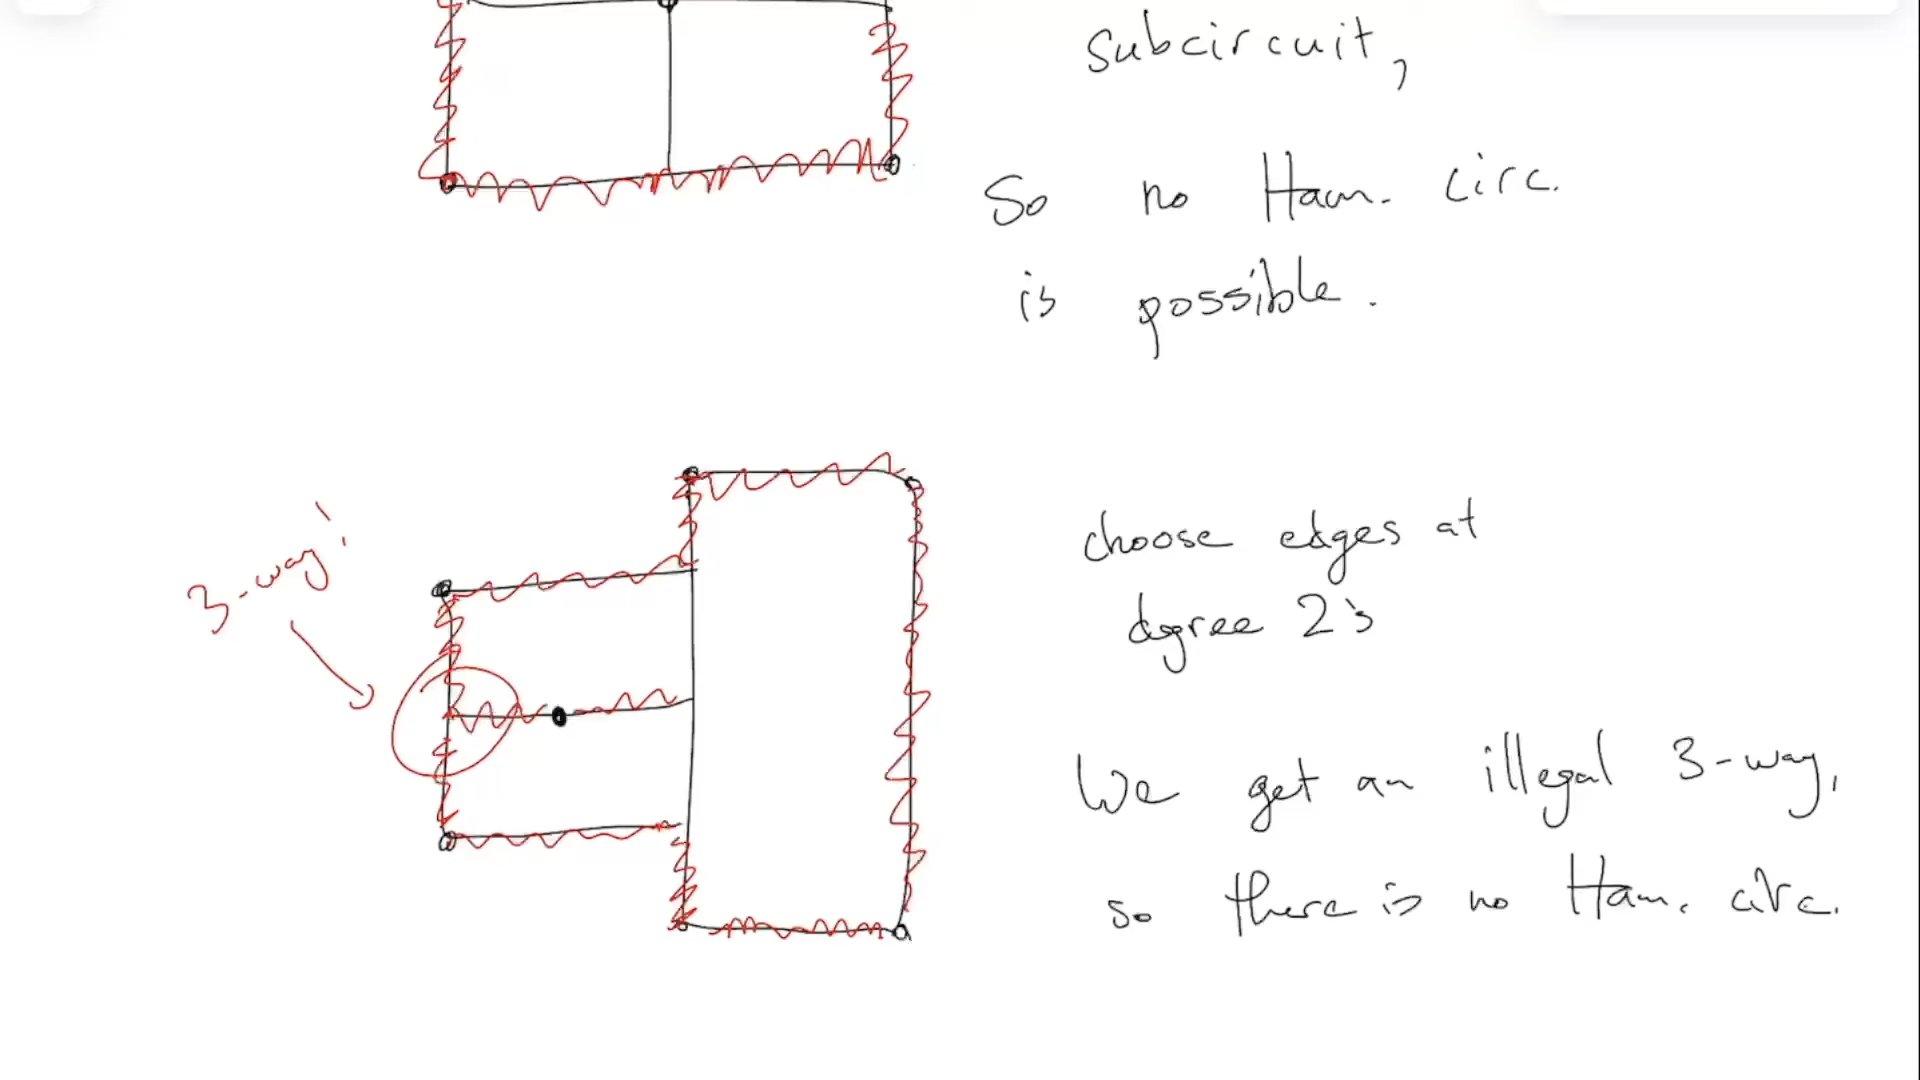 subcircuit,
So no Ham. circ.
is possible.
3-way!
choose edges at
degree 2's
We get an illegal 3-way,
so there is no Ham. circ.